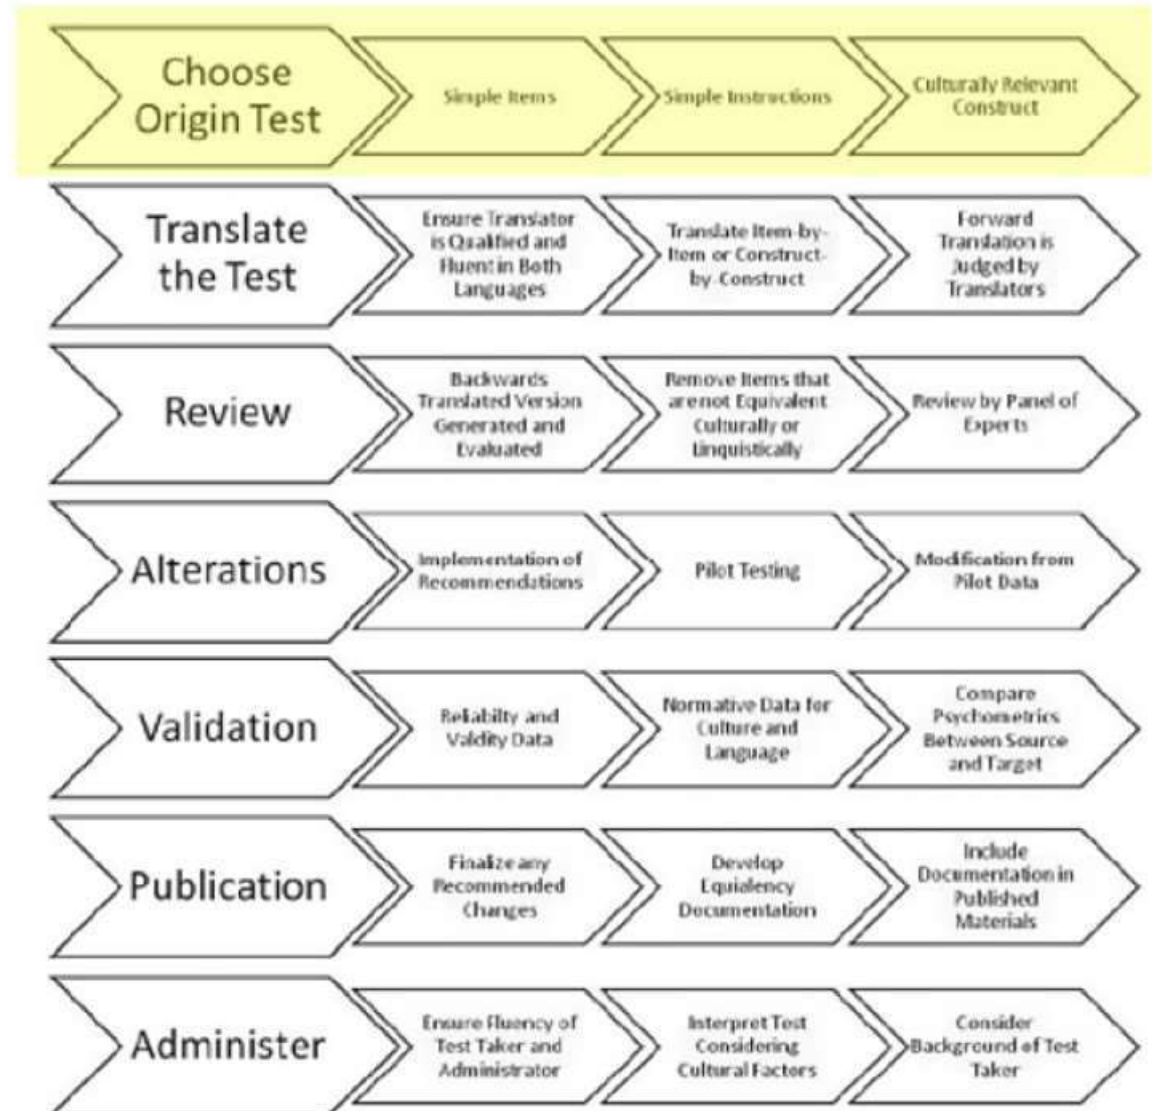 Choose
Origin Test
Simple Items
Simple Instructions
Culturally Relevant
Construct
Translate
the Test
Ensure Translator
is Qualified and
Fluent in Both
Languages
Translate Item-by-
Item or Construct-
by-Construct
Forward
Translation is
Judged by
Translators
Review
Backwards
Translated Version
Generated and
Evaluated
Remove Items that
are not Equivalent
Culturally or
Linquistically
Review by Panel of
Experts
Alterations
Implementation of
Recommendations
Pilot Testing
Modification from
Pilot Data
Validation
Reliabilty and
Valdity Data
Normative Data for
Culture and
Language
Compare
Psychometrics
Between Source
and Target
Publication
Finalize any
Recommended
Changes
Develop
Equialency
Documentation
Include
Documentation in
Published
Materials
Administer
Ensure Fluency of
Test Taker and
Administrator
Interpret Test
Considering
Cultural Factors
Consider
Background of Test
Taker